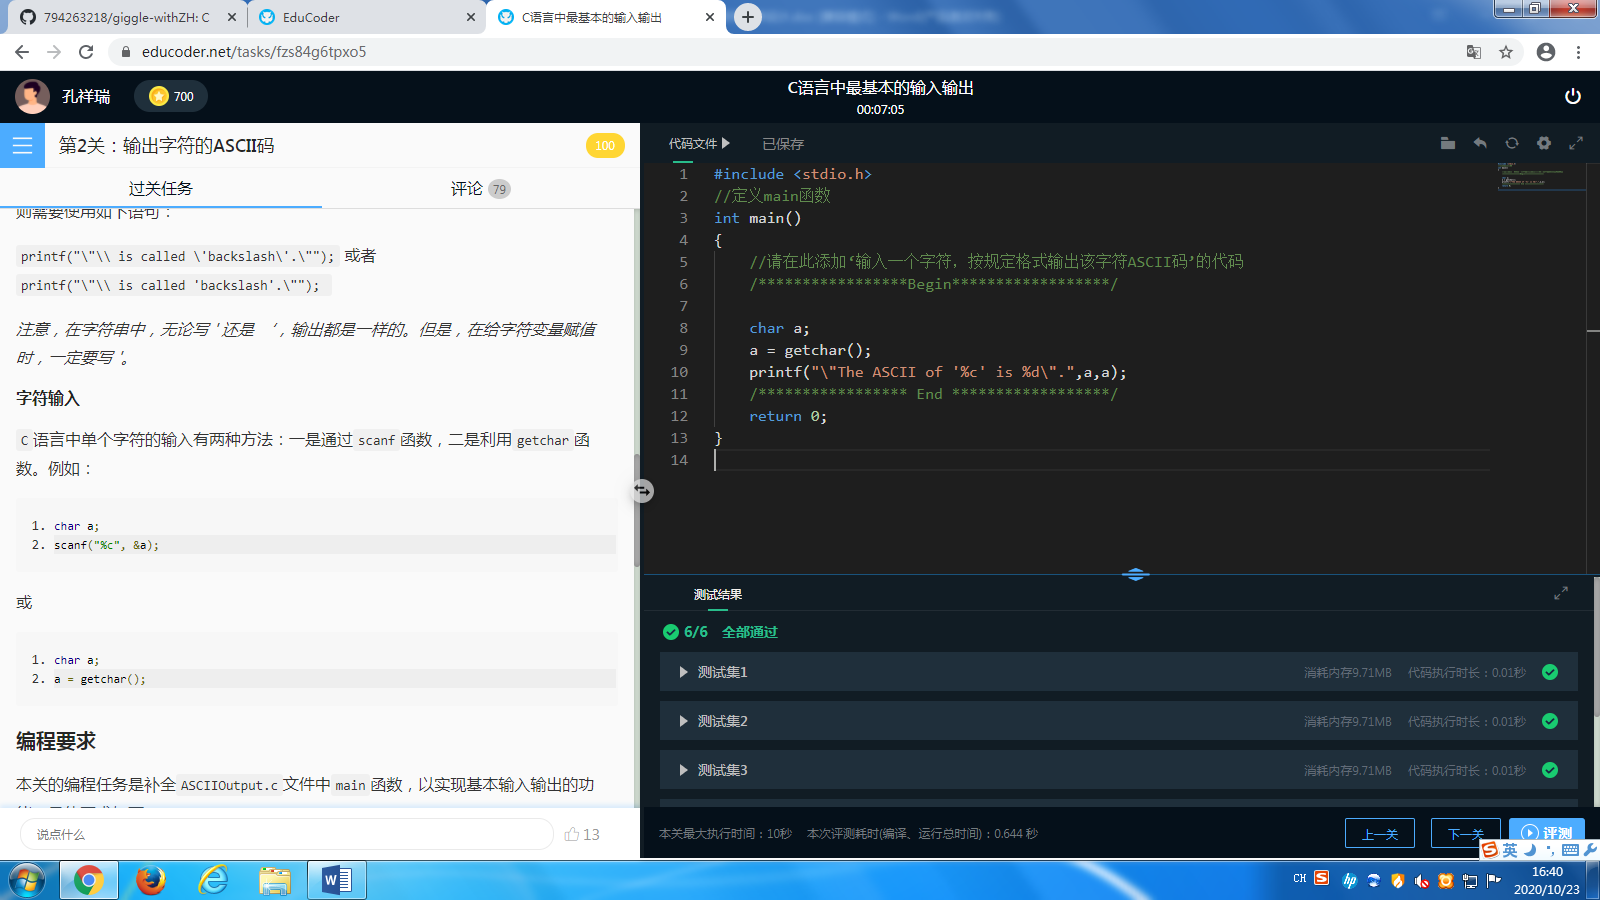 794263218/giggle-withZH: C
EduCoder
C语言中最基本的输入输出
educoder.net/tasks/fzs84g6tpxo5
孔祥瑞
700
C语言中最基本的输入输出
00:07:05
第2关：输出字符的ASCII码
100
过关任务
评论 79
则需要使用如下语句：
printf("\"\\ is called \'backslash\'.\""); 或者
printf("\"\\ is called 'backslash'.\"");
注意，在字符串中，无论写 ' 还是 '，输出都是一样的。但是，在给字符变量赋值
时，一定要写 '。
字符输入
C 语言中单个字符的输入有两种方法：一是通过 scanf 函数，二是利用 getchar 函
数。例如：
1. char a;
2. scanf("%c", &a);
或
1. char a;
2. a = getchar();
编程要求
本关的编程任务是补全 ASCIIOutput.c 文件中 main 函数，以实现基本输入输出的功
说点什么
13
代码文件
已保存
1 #include <stdio.h>
2 //定义main函数
3 int main()
4 {
5 //请在此添加‘输入一个字符，按规定格式输出该字符ASCII码’的代码
6 /*****************Begin******************/
7
8 char a;
9 a = getchar();
10 printf("\"The ASCII of '%c' is %d\".",a,a);
11 /***************** End ******************/
12 return 0;
13 }
14
测试结果
6/6 全部通过
测试集1 消耗内存9.71MB 代码执行时长：0.01秒
测试集2 消耗内存9.71MB 代码执行时长：0.01秒
测试集3 消耗内存9.71MB 代码执行时长：0.01秒
本关最大执行时间：10秒 本次评测耗时(编译、运行总时间)：0.644 秒
上一关
下一关
评测
英
CH
16:40
2020/10/23